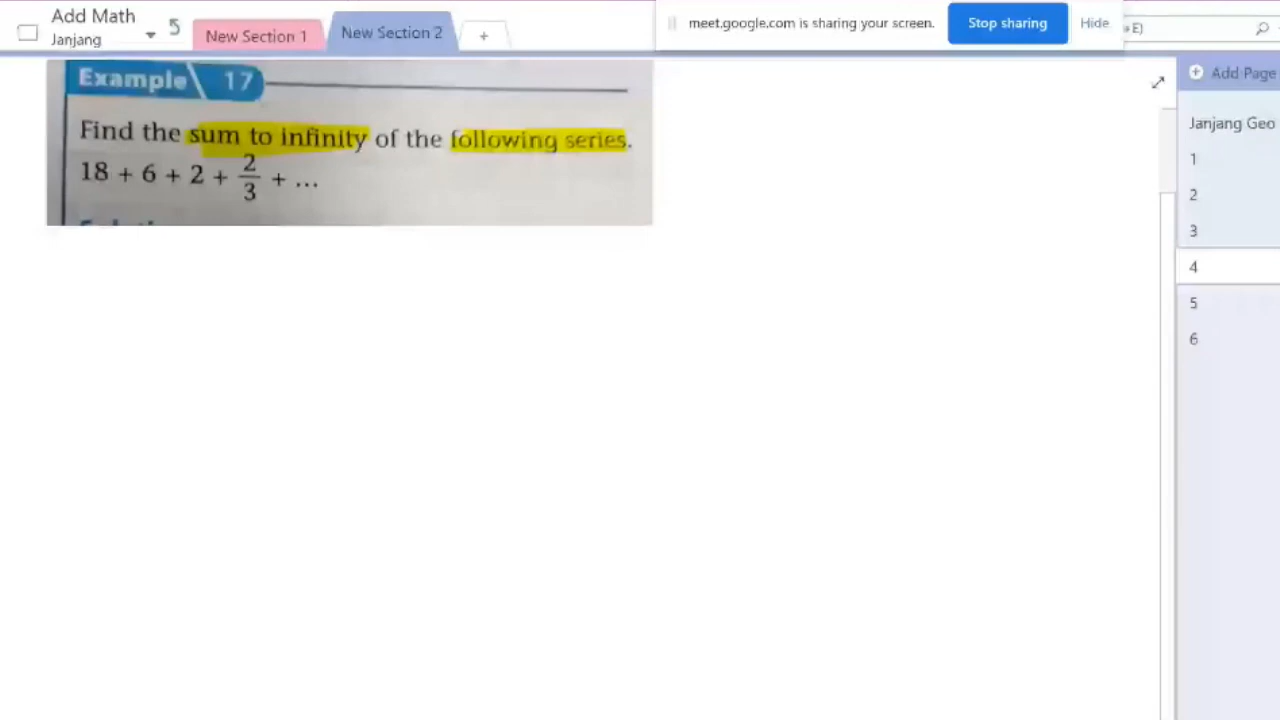 Add Math
Janjang
New Section 1
New Section 2
+
meet.google.com is sharing your screen.
Stop sharing
Hide
Add Page
Janjang Geo
1
2
3
4
5
6
Example 17
Find the sum to infinity of the following series.
18 + 6 + 2 + 2/3 + ...